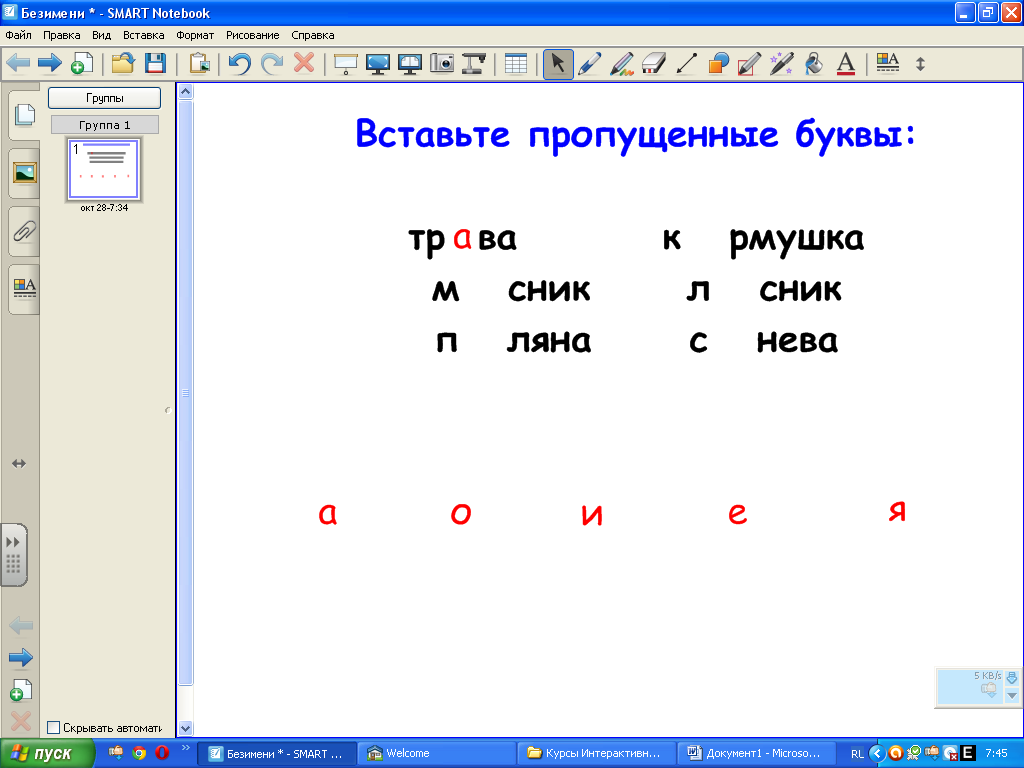 Безимени * - SMART Notebook
Файл Правка Вид Вставка Формат Рисование Справка
Группы
Группа 1
1
окт 28-7:34
Скрывать автомати
Вставьте пропущенные буквы:
тр а ва к рмушка
м сник л сник
п ляна с нева
а о и е я
5 KB/s
пуск
Безимени * - SMART ...
Welcome
Курсы Интерактивн...
Документ1 - Microso...
RL
E
7:45